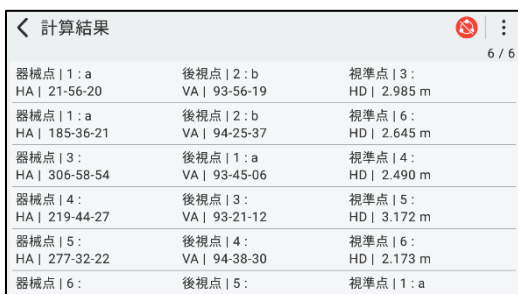 計算結果
6 / 6
器械点 | 1 : a 後視点 | 2 : b 視準点 | 3 :
HA | 21-56-20 VA | 93-56-19 HD | 2.985 m
器械点 | 1 : a 後視点 | 2 : b 視準点 | 6 :
HA | 185-36-21 VA | 94-25-37 HD | 2.645 m
器械点 | 3 : 後視点 | 1 : a 視準点 | 4 :
HA | 306-58-54 VA | 93-45-06 HD | 2.490 m
器械点 | 4 : 後視点 | 3 : 視準点 | 5 :
HA | 219-44-27 VA | 93-21-12 HD | 3.172 m
器械点 | 5 : 後視点 | 4 : 視準点 | 6 :
HA | 277-32-22 VA | 94-38-30 HD | 2.173 m
器械点 | 6 : 後視点 | 5 : 視準点 | 1 : a